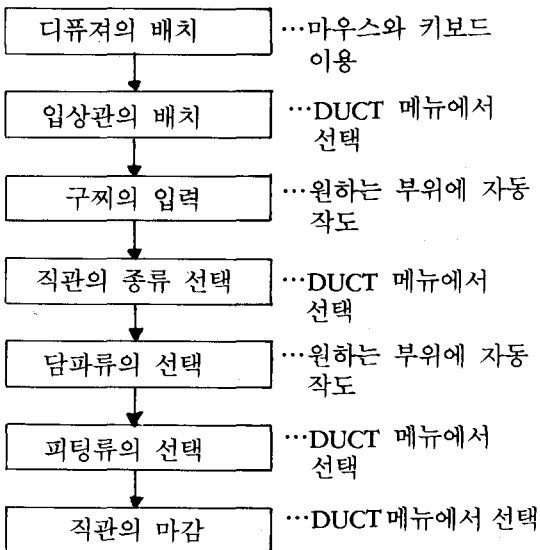 디퓨져의 배치 …마우스와 키보드
이용
입상관의 배치 …DUCT 메뉴에서
선택
구찌의 입력 …원하는 부위에 자동
작도
직관의 종류 선택 …DUCT 메뉴에서
선택
담파류의 선택 …원하는 부위에 자동
작도
피팅류의 선택 …DUCT 메뉴에서
선택
직관의 마감 …DUCT메뉴에서 선택